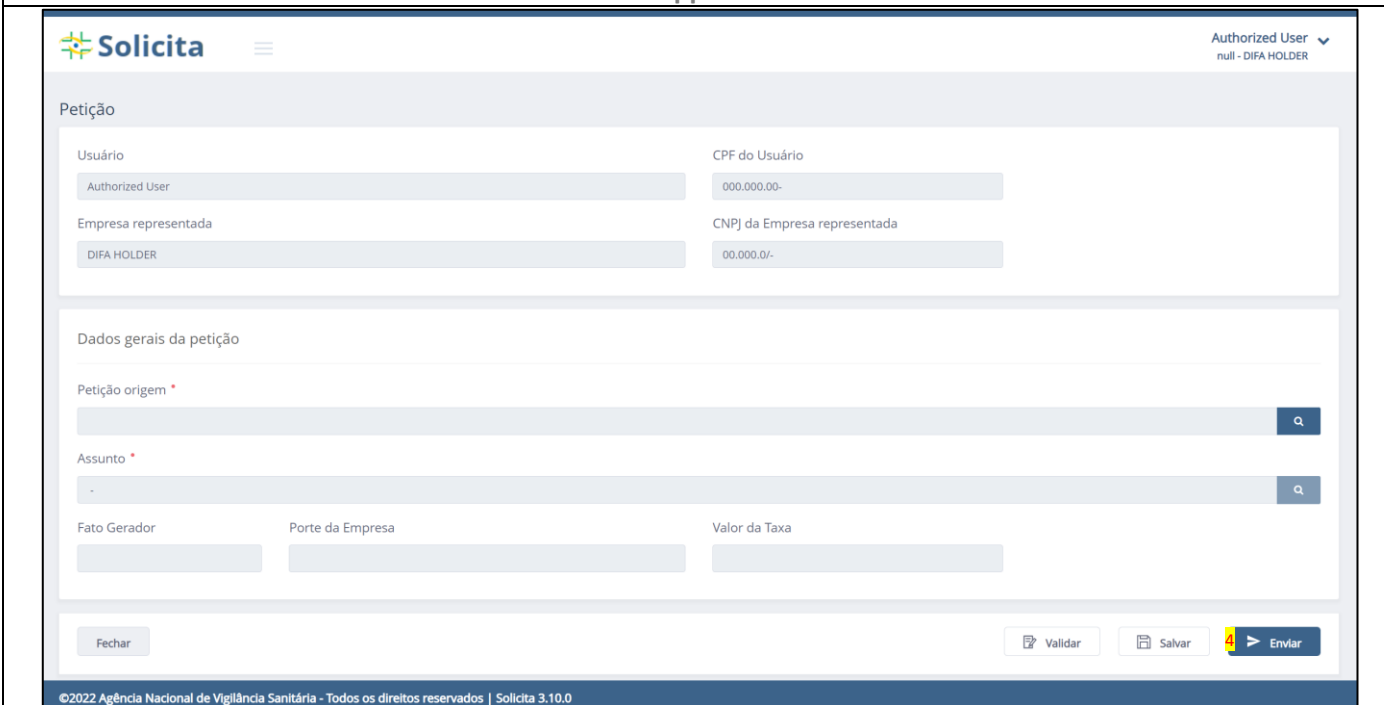 Solicita
Authorized User
null - DIFA HOLDER
Petição
Usuário CPF do Usuário
Authorized User 000.000.00-
Empresa representada CNPJ da Empresa representada
DIFA HOLDER 00.000.0/-
Dados gerais da petição
Petição origem *
Assunto *
-
Fato Gerador Porte da Empresa Valor da Taxa
Fechar Validar Salvar 4 Enviar
©2022 Agência Nacional de Vigilância Sanitária - Todos os direitos reservados | Solicita 3.10.0